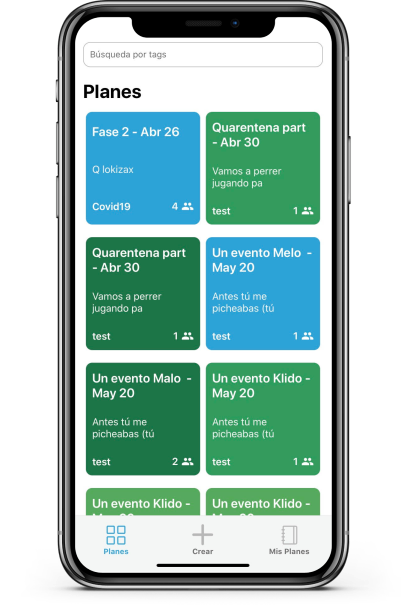 Búsqueda por tags
Planes
Fase 2 - Abr 26
Q lokizax
Covid19 4
Quarentena part
- Abr 30
Vamos a perrer
jugando pa
test 1
Quarentena part
- Abr 30
Vamos a perrer
jugando pa
test 1
Un evento Melo -
May 20
Antes tú me
picheabas (tú
test 1
Un evento Malo -
May 20
Antes tú me
picheabas (tú
test 2
Un evento Klido -
May 20
Antes tú me
picheabas (tú
test 1
Un evento Klido -
Un evento Klido -
Planes
Crear
Mis Planes